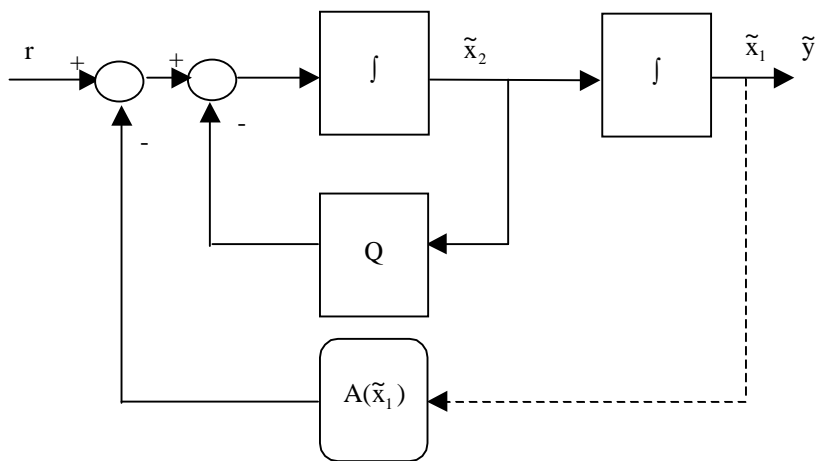 r + + ∫ x̃₂ ∫ x̃₁ ỹ
- -
Q
A(x̃₁)